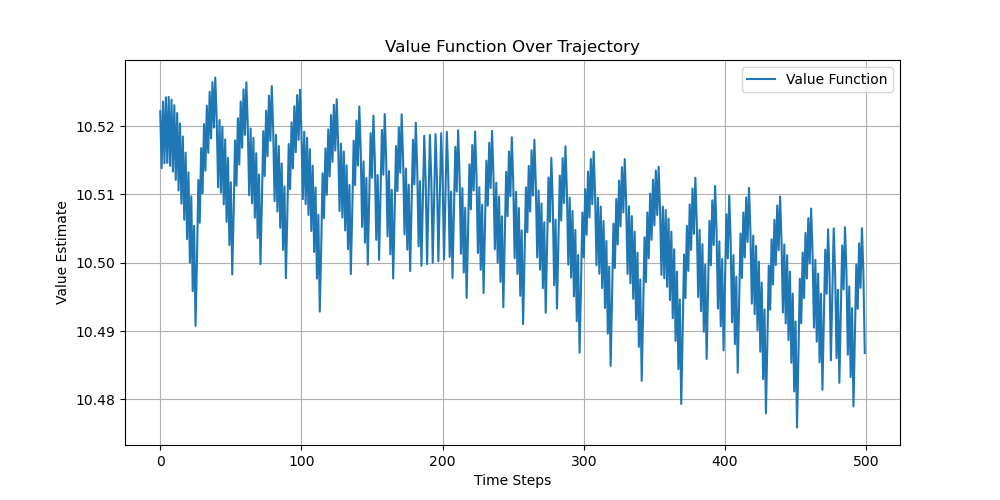 Value Function Over Trajectory
Value Function
Value Estimate
10.52
10.51
10.50
10.49
10.48
0 100 200 300 400 500
Time Steps